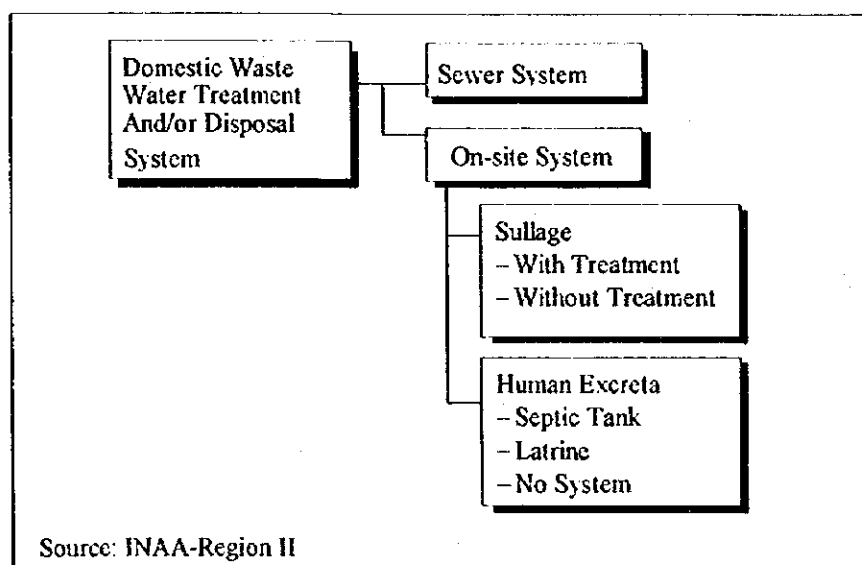 Domestic Waste
Water Treatment
And/or Disposal
System
Sewer System
On-site System
Sullage
– With Treatment
– Without Treatment
Human Excreta
– Septic Tank
– Latrine
– No System
Source: INAA-Region II